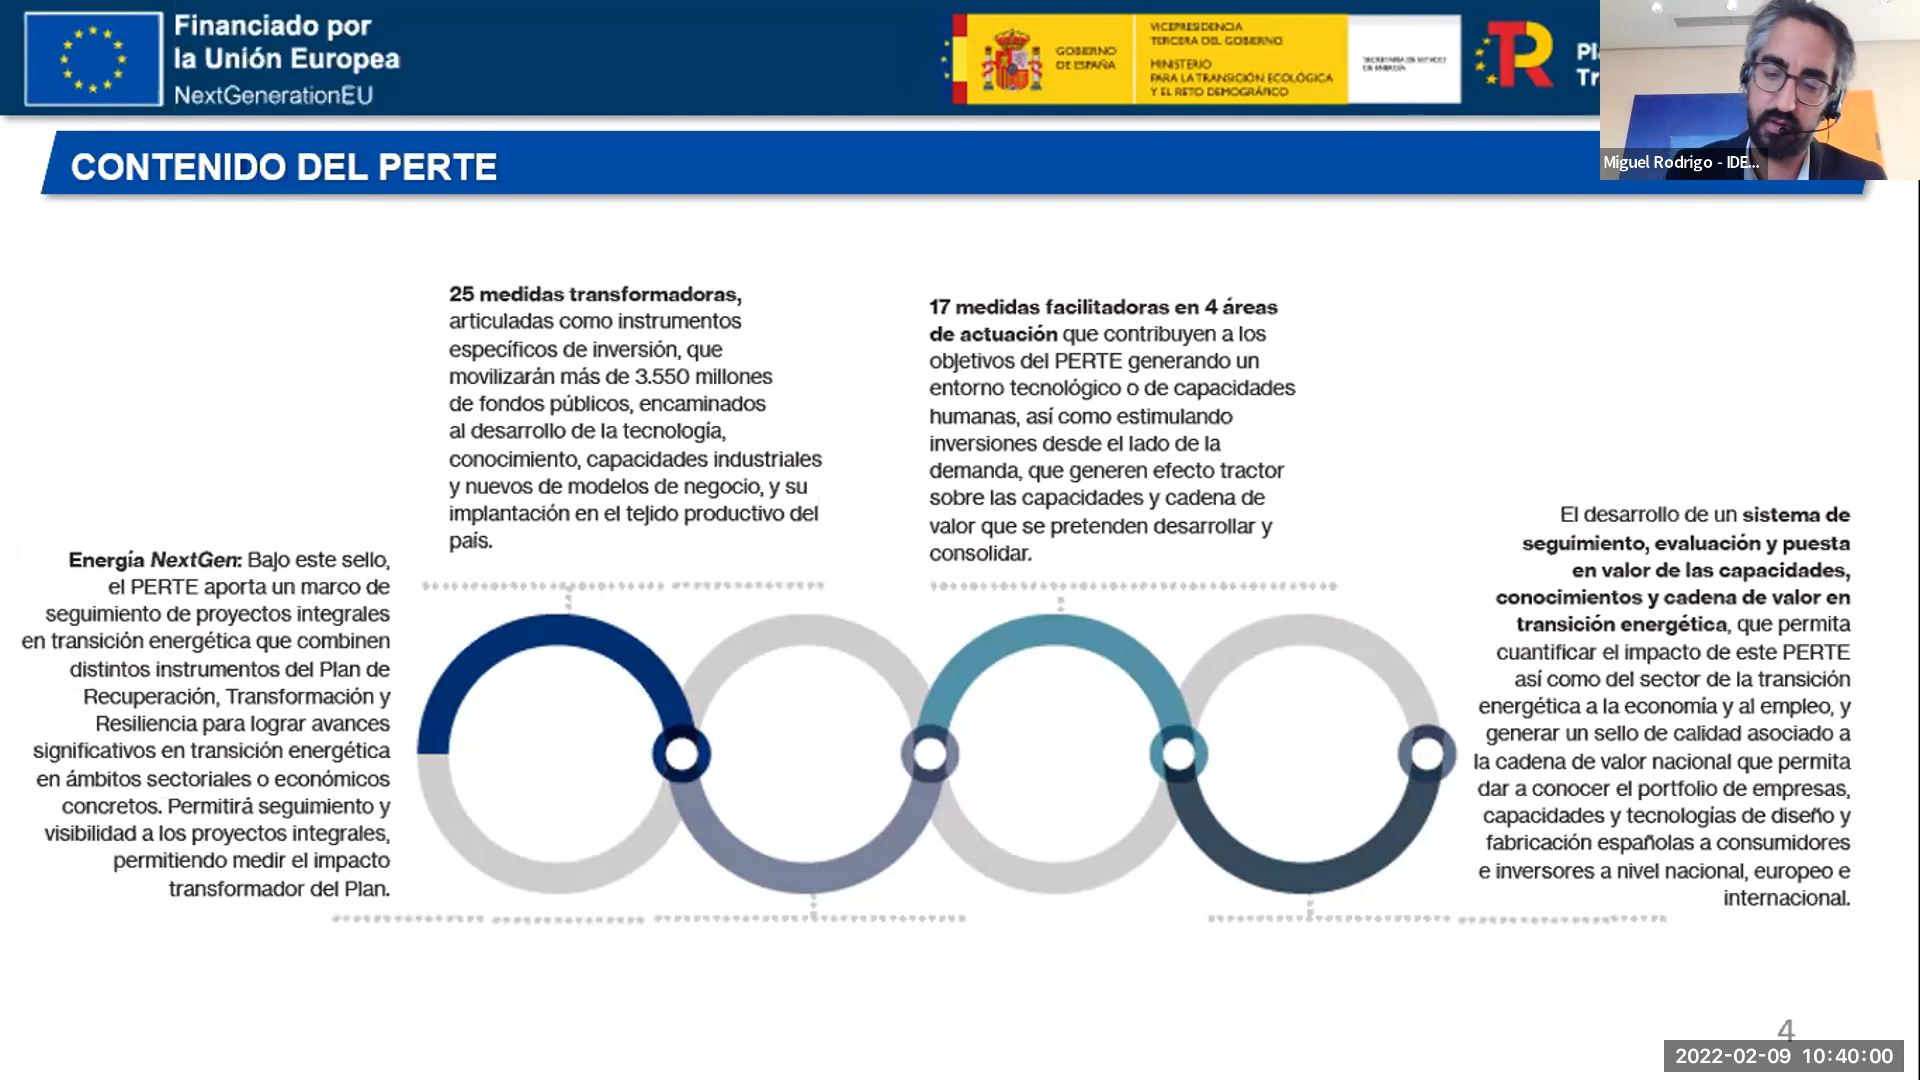 Financiado por
la Unión Europea
NextGenerationEU
GOBIERNO
DE ESPAÑA
VICEPRESIDENCIA
TERCERA DEL GOBIERNO
MINISTERIO
PARA LA TRANSICIÓN ECOLÓGICA
Y EL RETO DEMOGRÁFICO
SECRETARÍA DE ESTADO
DE ENERGÍA
Miguel Rodrigo - IDE...
CONTENIDO DEL PERTE
25 medidas transformadoras,
articuladas como instrumentos
específicos de inversión, que
movilizarán más de 3.550 millones
de fondos públicos, encaminados
al desarrollo de la tecnología,
conocimiento, capacidades industriales
y nuevos de modelos de negocio, y su
implantación en el tejido productivo del
país.
17 medidas facilitadoras en 4 áreas
de actuación que contribuyen a los
objetivos del PERTE generando un
entorno tecnológico o de capacidades
humanas, así como estimulando
inversiones desde el lado de la
demanda, que generen efecto tractor
sobre las capacidades y cadena de
valor que se pretenden desarrollar y
consolidar.
Energía NextGen: Bajo este sello,
el PERTE aporta un marco de
seguimiento de proyectos integrales
en transición energética que combinen
distintos instrumentos del Plan de
Recuperación, Transformación y
Resiliencia para lograr avances
significativos en transición energética
en ámbitos sectoriales o económicos
concretos. Permitirá seguimiento y
visibilidad a los proyectos integrales,
permitiendo medir el impacto
transformador del Plan.
El desarrollo de un sistema de
seguimiento, evaluación y puesta
en valor de las capacidades,
conocimientos y cadena de valor en
transición energética, que permita
cuantificar el impacto de este PERTE
así como del sector de la transición
energética a la economía y al empleo, y
generar un sello de calidad asociado a
la cadena de valor nacional que permita
dar a conocer el portfolio de empresas,
capacidades y tecnologías de diseño y
fabricación españolas a consumidores
e inversores a nivel nacional, europeo e
internacional.
4
2022-02-09 10:40:00